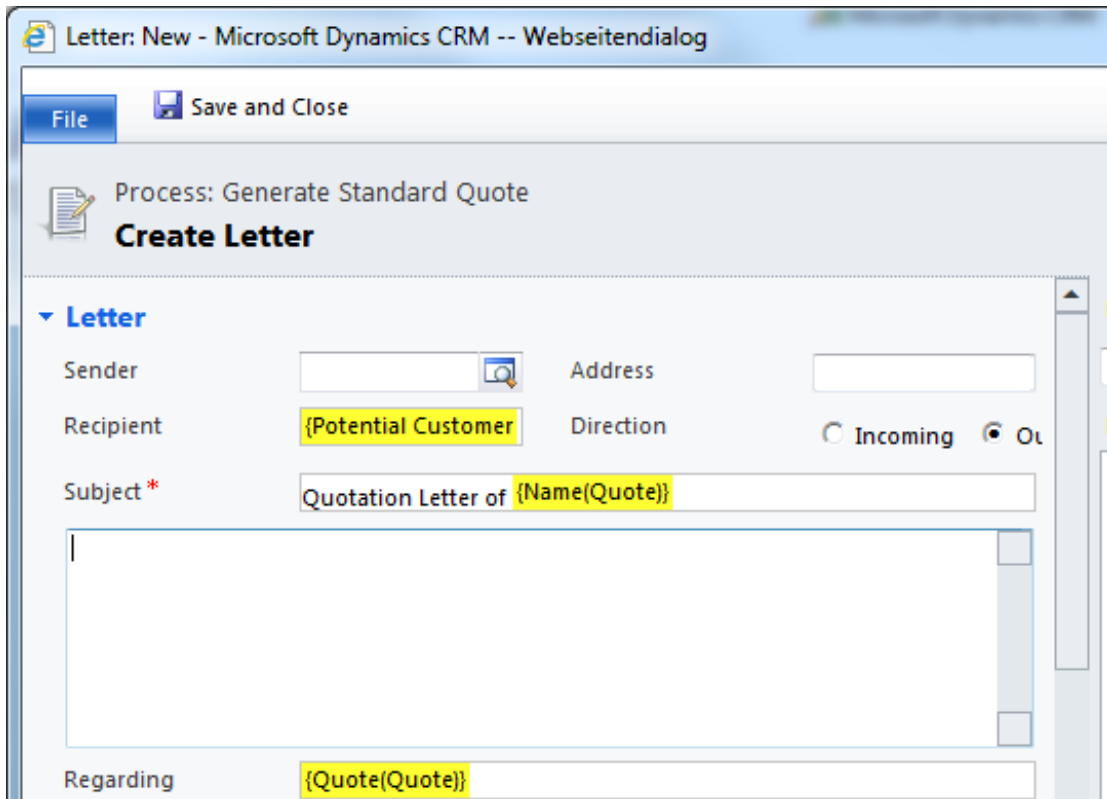 Letter: New - Microsoft Dynamics CRM -- Webseitendialog
File Save and Close
Process: Generate Standard Quote
Create Letter
Letter
Sender Address
Recipient {Potential Customer Direction Incoming Ou
Subject * Quotation Letter of {Name(Quote)}
Regarding {Quote(Quote)}